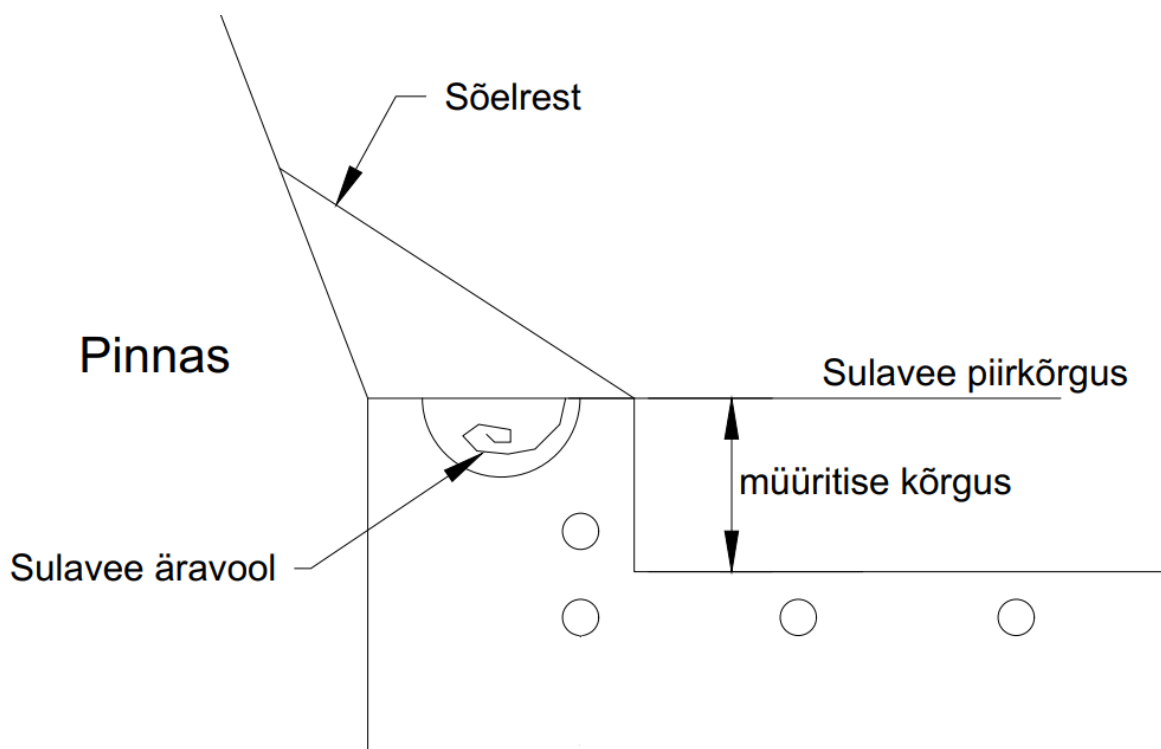 Sõelrest
Pinnas
Sulavee piirkõrgus
müüritise kõrgus
Sulavee äravool